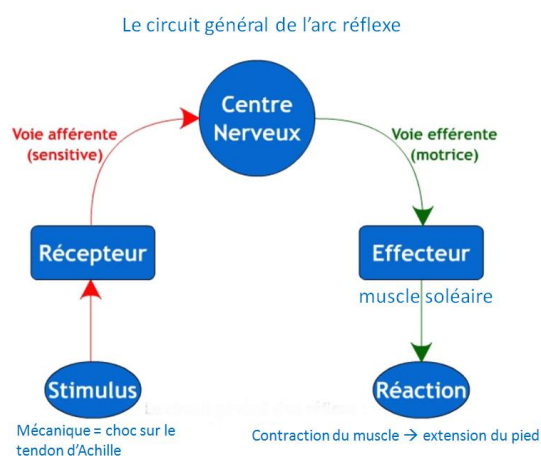 Le circuit général de l’arc réflexe
Centre
Nerveux
Voie afférente
(sensitive)
Voie efférente
(motrice)
Récepteur
Effecteur
muscle soléaire
Stimulus
Réaction
Mécanique = choc sur le
tendon d’Achille
Contraction du muscle → extension du pied